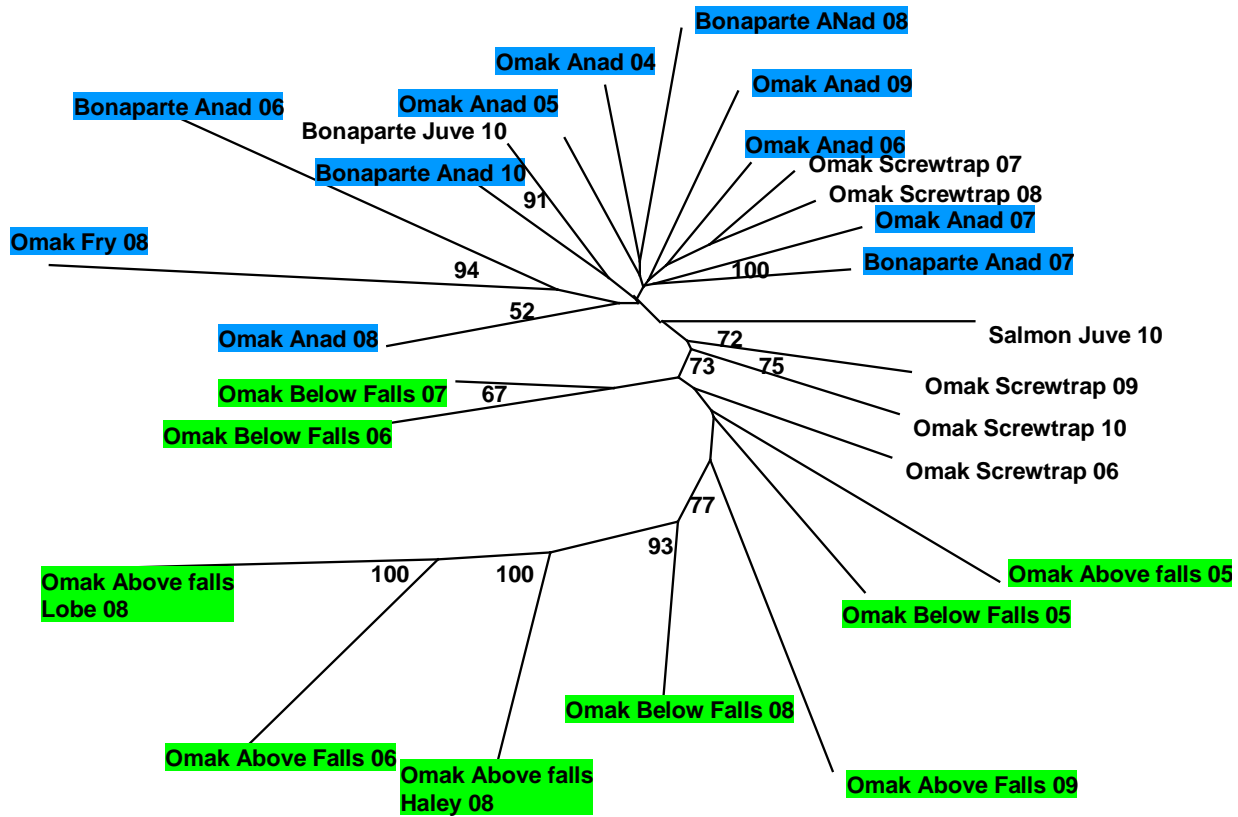 Bonaparte ANad 08
Omak Anad 04
Omak Anad 09
Bonaparte Anad 06
Omak Anad 05
Bonaparte Juve 10
Omak Anad 06
Omak Screwtrap 07
Bonaparte Anad 10
Omak Screwtrap 08
91
Omak Anad 07
Omak Fry 08
94
100
Bonaparte Anad 07
52
Omak Anad 08
72
Salmon Juve 10
73
75
Omak Below Falls 07
67
Omak Screwtrap 09
Omak Below Falls 06
Omak Screwtrap 10
Omak Screwtrap 06
77
93
100
100
Omak Above falls
Lobe 08
Omak Above falls 05
Omak Below Falls 05
Omak Below Falls 08
Omak Above Falls 06
Omak Above falls
Haley 08
Omak Above Falls 09